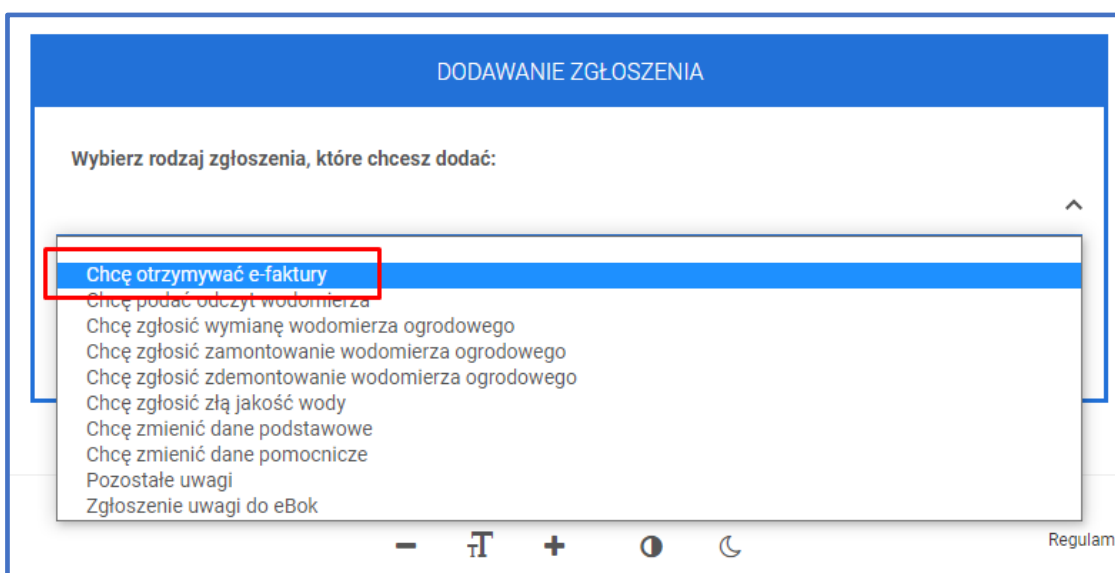 DODAWANIE ZGŁOSZENIA
Wybierz rodzaj zgłoszenia, które chcesz dodać:
Chcę otrzymywać e-faktury
Chcę podać odczyt wodomierza
Chcę zgłosić wymianę wodomierza ogrodowego
Chcę zgłosić zamontowanie wodomierza ogrodowego
Chcę zgłosić zdemontowanie wodomierza ogrodowego
Chcę zgłosić złą jakość wody
Chcę zmienić dane podstawowe
Chcę zmienić dane pomocnicze
Pozostałe uwagi
Zgłoszenie uwagi do eBok
TT
Regulam